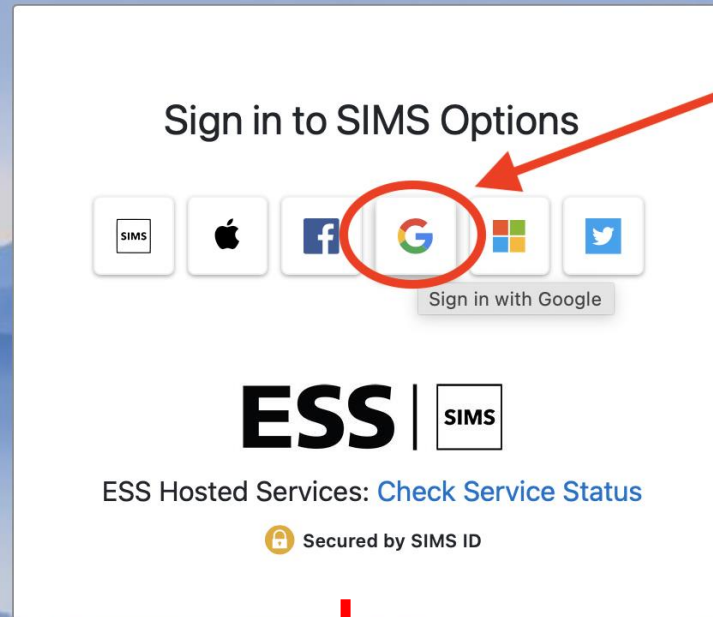 Sign in to SIMS Options
SIMS
Sign in with Google
ESS SIMS
ESS Hosted Services: Check Service Status
Secured by SIMS ID